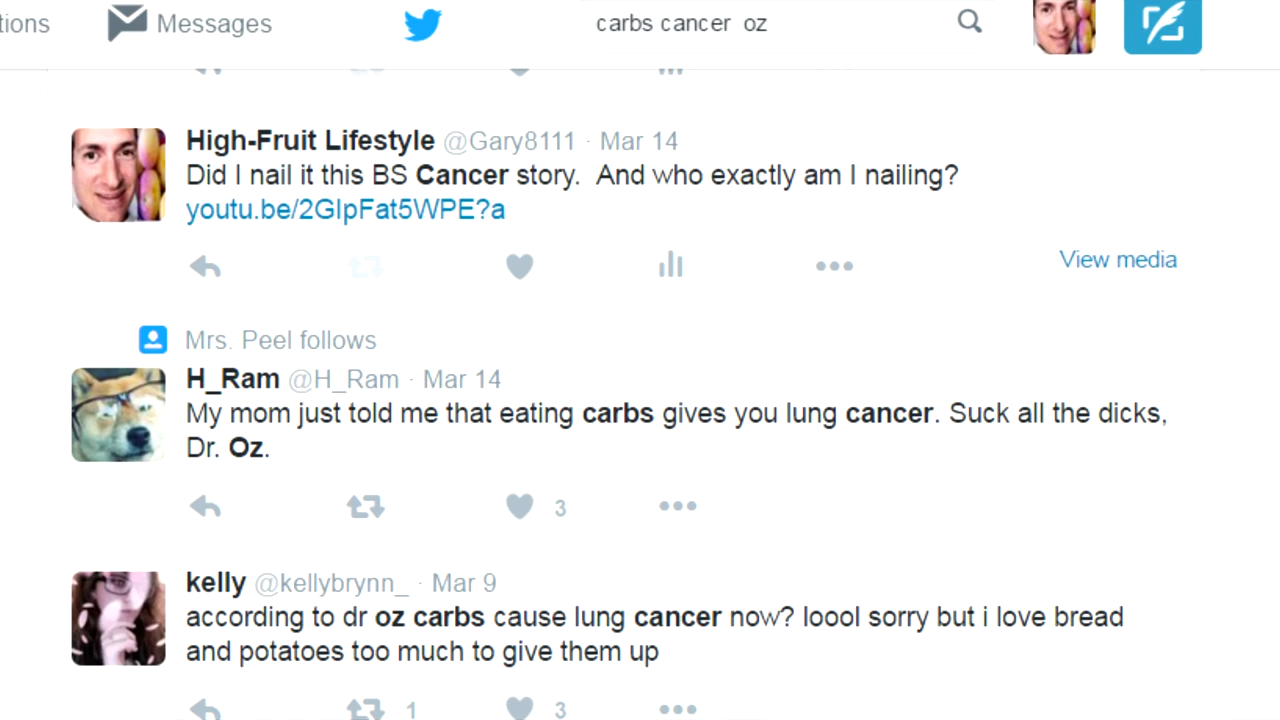 tions Messages carbs cancer oz
High-Fruit Lifestyle @Gary8111 · Mar 14
Did I nail it this BS Cancer story. And who exactly am I nailing?
youtu.be/2GIpFat5WPE?a
View media
Mrs. Peel follows
H_Ram @H_Ram · Mar 14
My mom just told me that eating carbs gives you lung cancer. Suck all the dicks,
Dr. Oz.
3
kelly @kellybrynn_ · Mar 9
according to dr oz carbs cause lung cancer now? loool sorry but i love bread
and potatoes too much to give them up
1 3